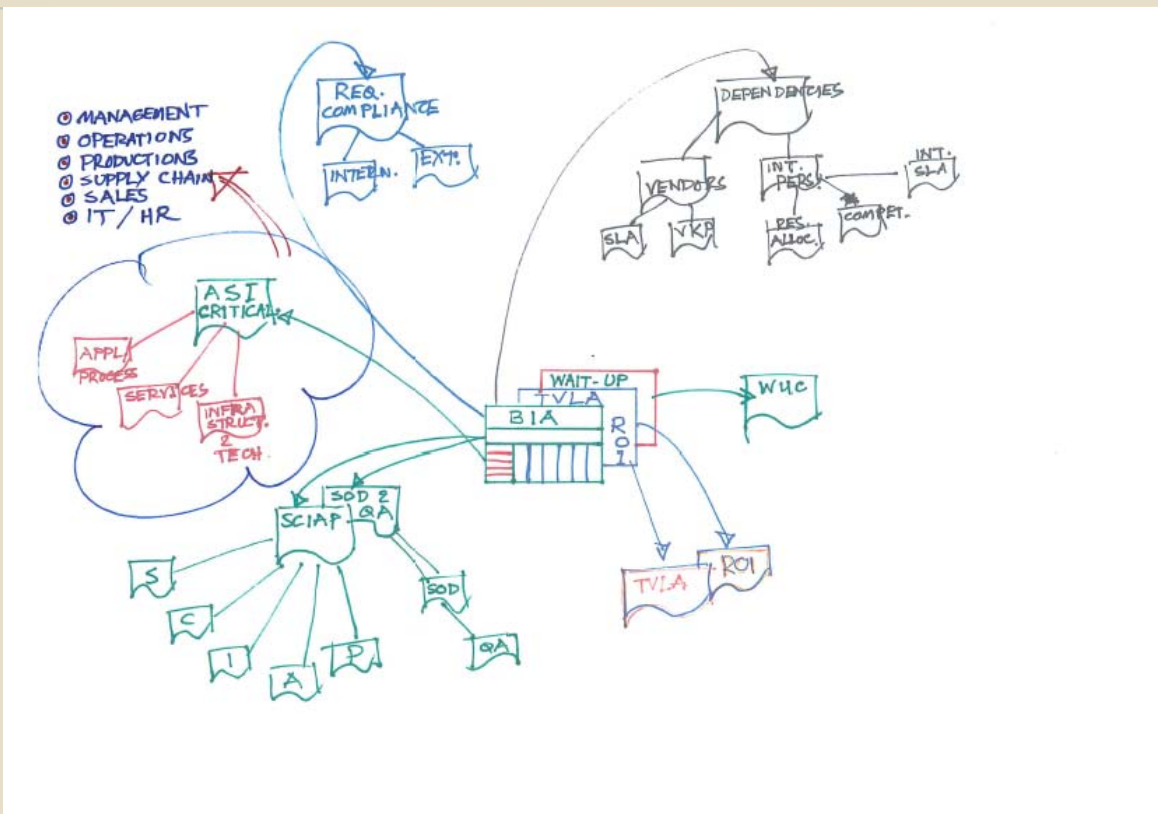 MANAGEMENT
OPERATIONS
PRODUCTIONS
SUPPLY CHAIN
SALES
IT / HR
REQ.
COMPLIANCE
INTERN.
EXT.
DEPENDENCIES
VENDORS
SLA
VKP
INT.
PERS.
RES.
ALLOC.
COMPET.
INT.
SLA
ASI
CRITICAL
APPL.
PROCESS
SERVICES
INFRA
STRUCT.
2
TECH.
WAIT-UP
TVLA
BIA
ROI
WUC
SOD 2
QA
SCIAP
S
C
I
A
P
SOD
QA
TVLA
ROI